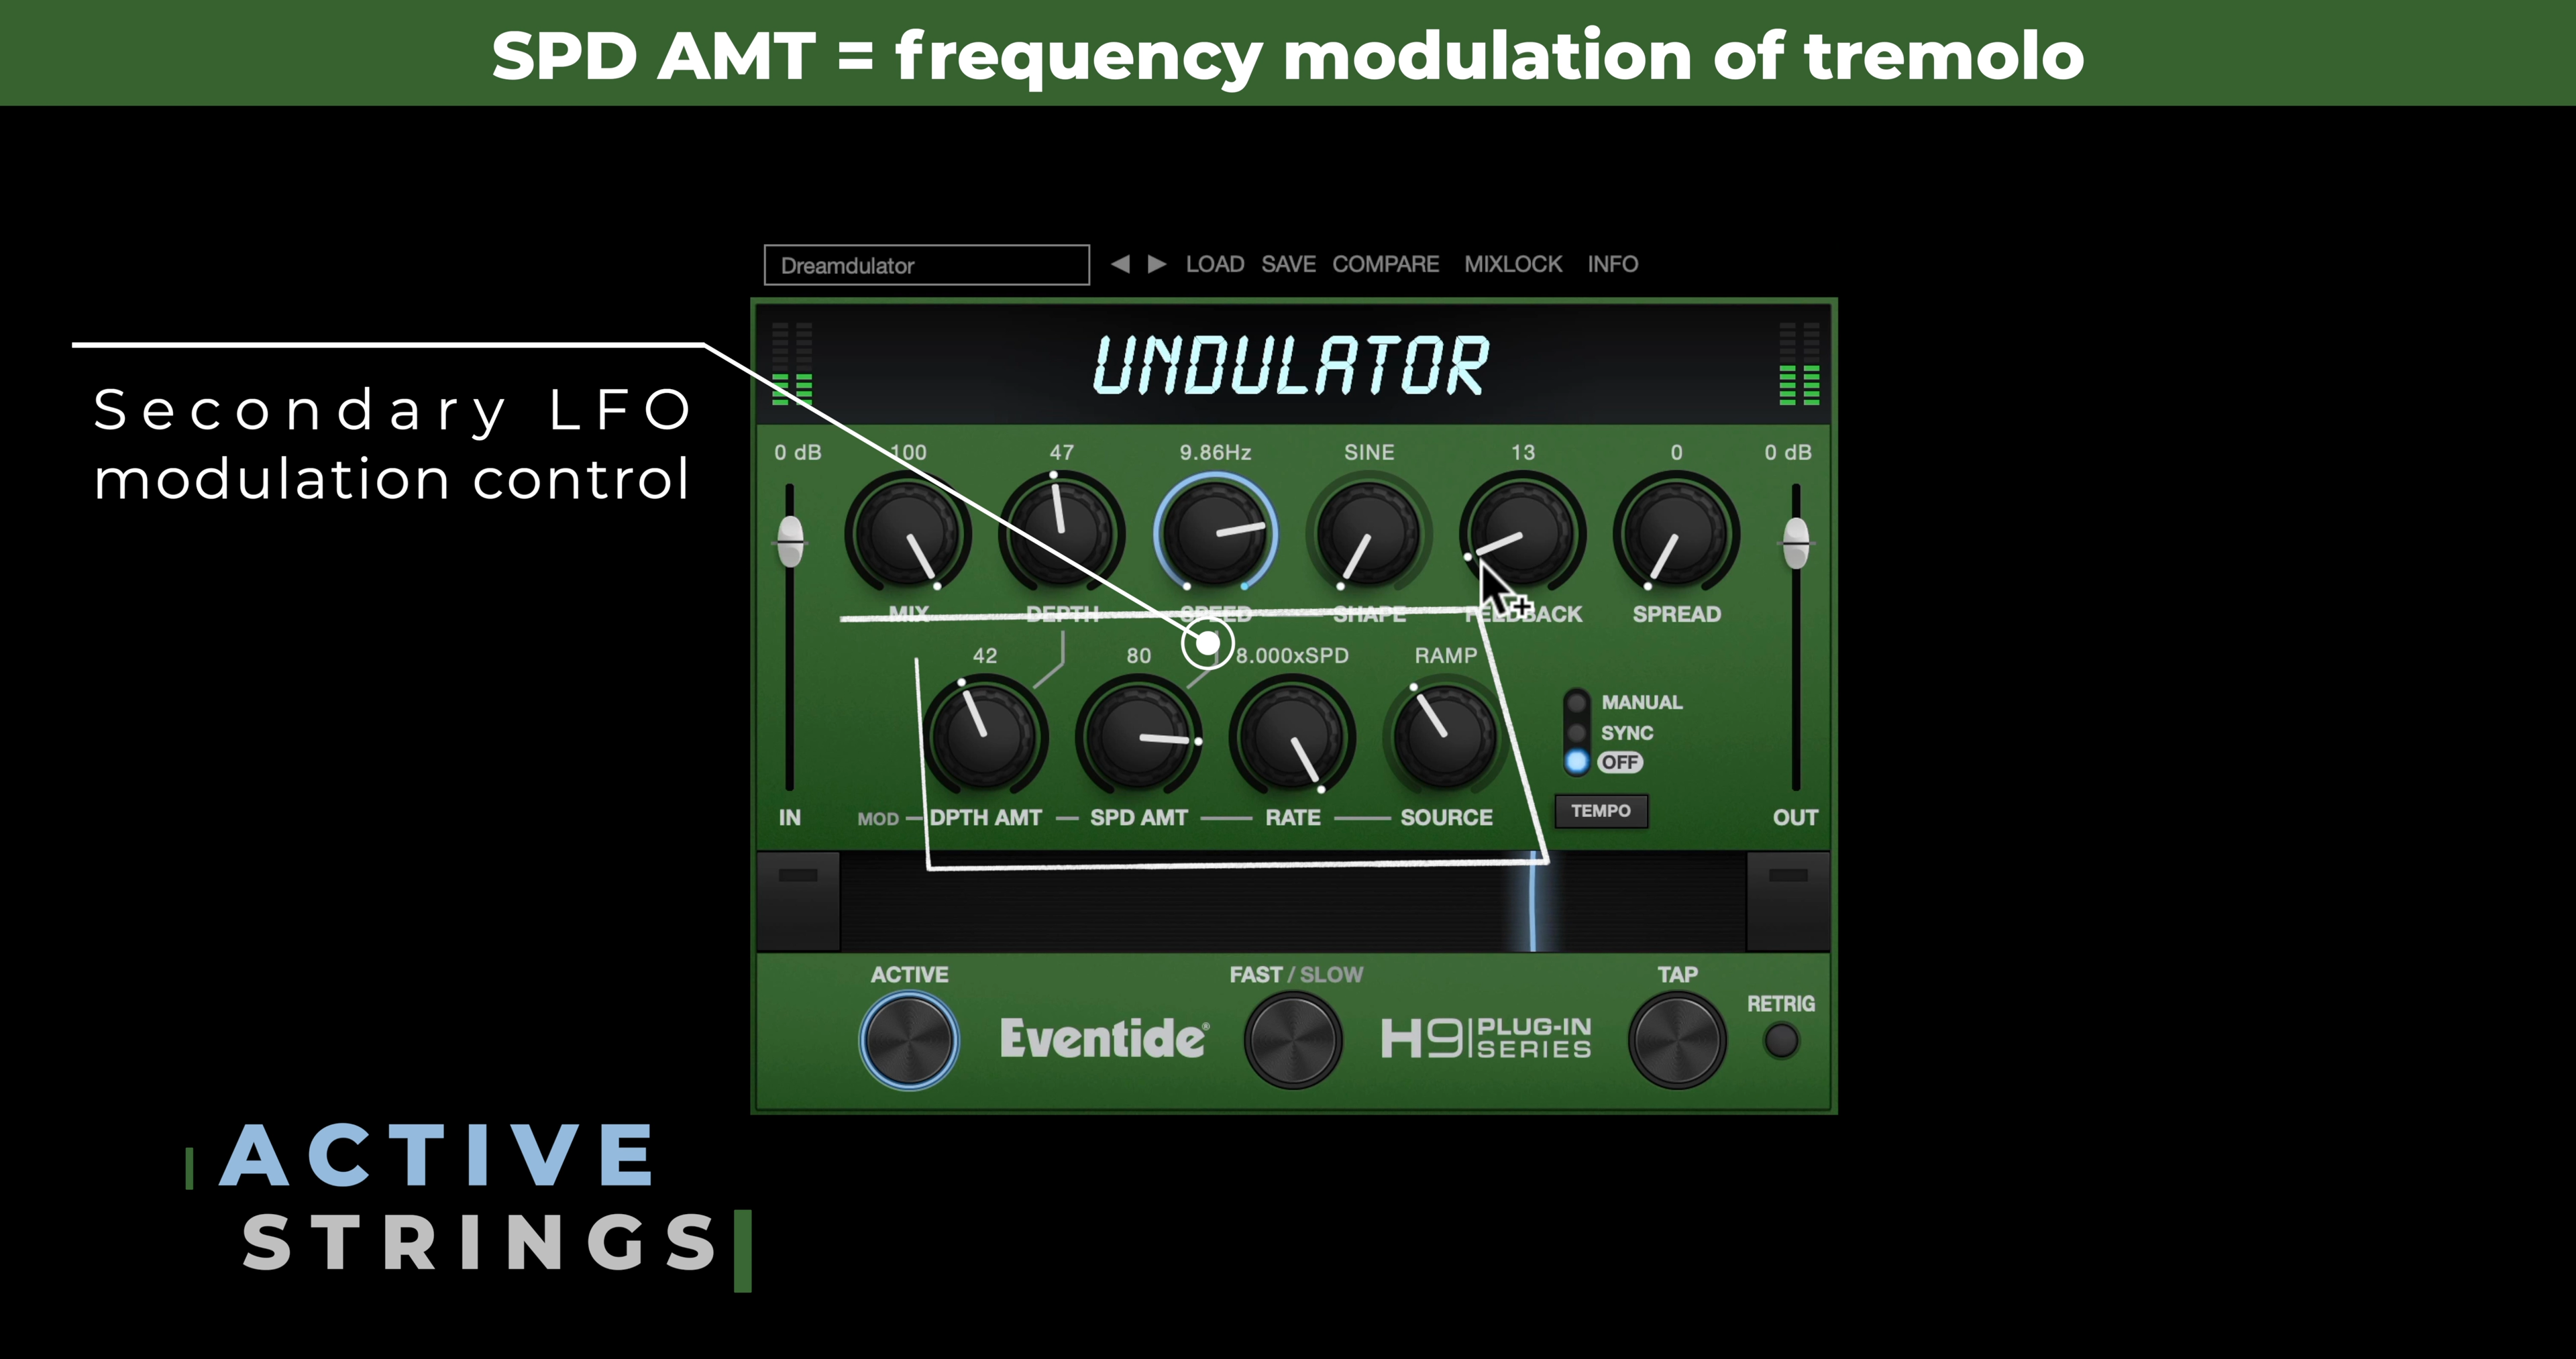 SPD AMT = frequency modulation of tremolo
Dreamdulator
LOAD SAVE COMPARE MIXLOCK INFO
UNDULATOR
Secondary LFO
modulation control
0 dB 100 47 9.86Hz SINE 13 0 0 dB
MIX DEPTH SPEED SHAPE FEEDBACK SPREAD
42 80 8.000xSPD RAMP
MANUAL
SYNC
OFF
TEMPO
IN MOD DPTH AMT SPD AMT RATE SOURCE OUT
ACTIVE FAST / SLOW TAP
RETRIG
Eventide® H9 PLUG-IN
SERIES
ACTIVE
STRINGS